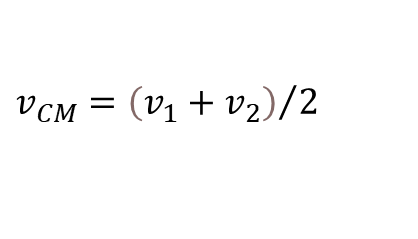 v_CM = (v_1 + v_2)/2